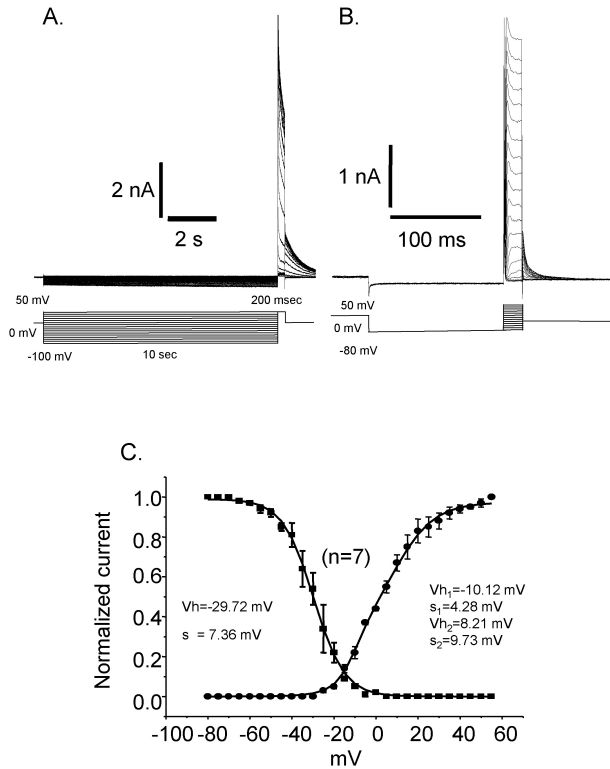 A.
2 nA
2 s
50 mV
200 msec
0 mV
-100 mV
10 sec
B.
1 nA
100 ms
50 mV
0 mV
-80 mV
C.
Normalized current
1.0
0.8
0.6
0.4
0.2
0.0
(n=7)
Vh=-29.72 mV
s = 7.36 mV
Vh1=-10.12 mV
s1=4.28 mV
Vh2=8.21 mV
s2=9.73 mV
-100 -80 -60 -40 -20 0 20 40 60
mV